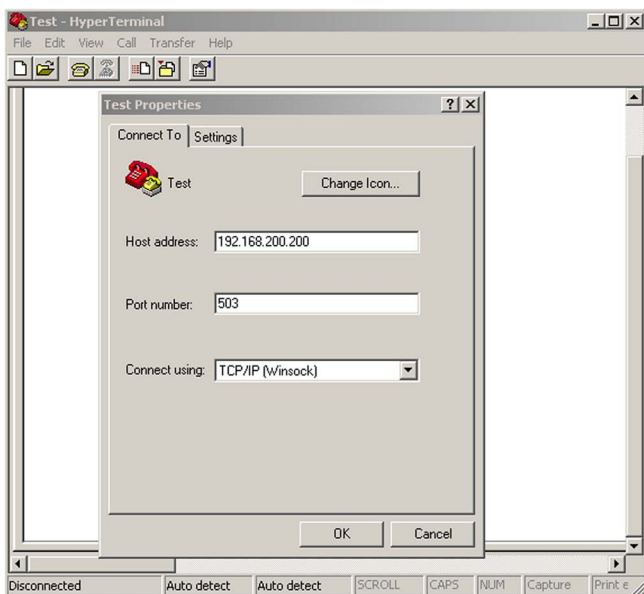 Test - HyperTerminal
File Edit View Call Transfer Help
Test Properties
Connect To Settings
Test Change Icon...
Host address: 192.168.200.200
Port number: 503
Connect using: TCP/IP (Winsock)
OK Cancel
Disconnected Auto detect Auto detect SCROLL CAPS NUM Capture Print e